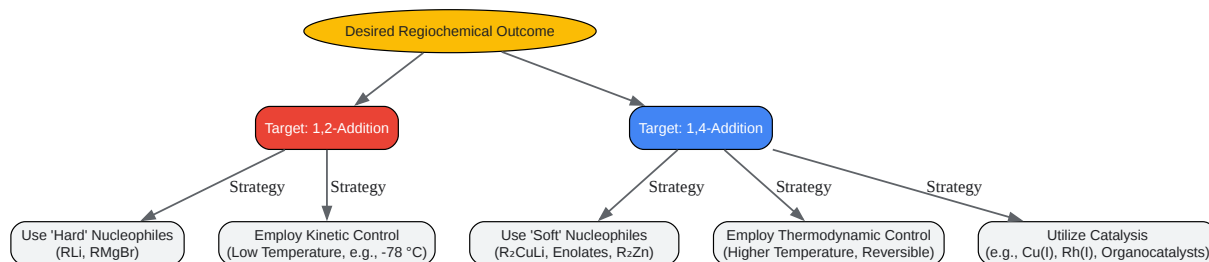 Desired Regiochemical Outcome
Target: 1,2-Addition
Target: 1,4-Addition
Strategy
Strategy
Strategy
Strategy
Strategy
Use 'Hard' Nucleophiles
(RLi, RMgBr)
Employ Kinetic Control
(Low Temperature, e.g., -78 °C)
Use 'Soft' Nucleophiles
(R₂CuLi, Enolates, R₂Zn)
Employ Thermodynamic Control
(Higher Temperature, Reversible)
Utilize Catalysis
(e.g., Cu(I), Rh(I), Organocatalysts)